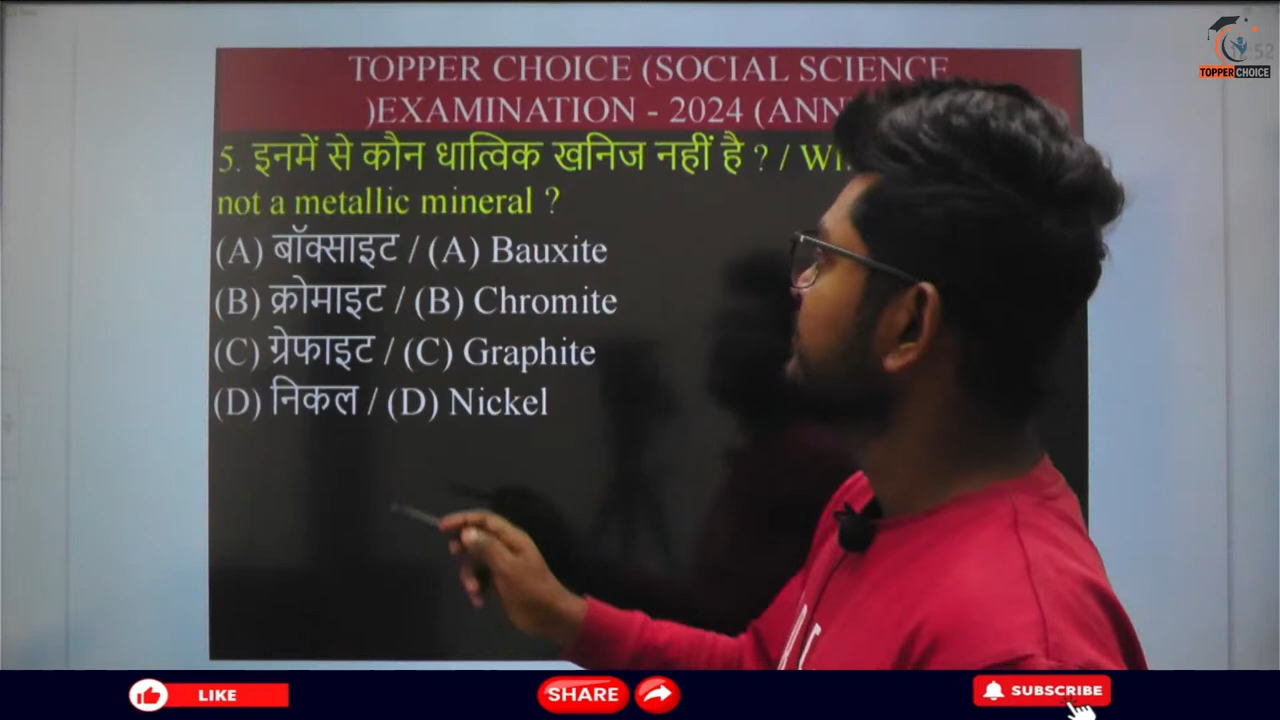 TOPPER CHOICE
TOPPER CHOICE (SOCIAL SCIENCE
)EXAMINATION - 2024 (ANN
5. इनमें से कौन धात्विक खनिज नहीं है ? /
not a metallic mineral ?
(A) बॉक्साइट / (A) Bauxite
(B) क्रोमाइट / (B) Chromite
(C) ग्रेफाइट / (C) Graphite
(D) निकल / (D) Nickel
LIKE
SHARE
SUBSCRIBE